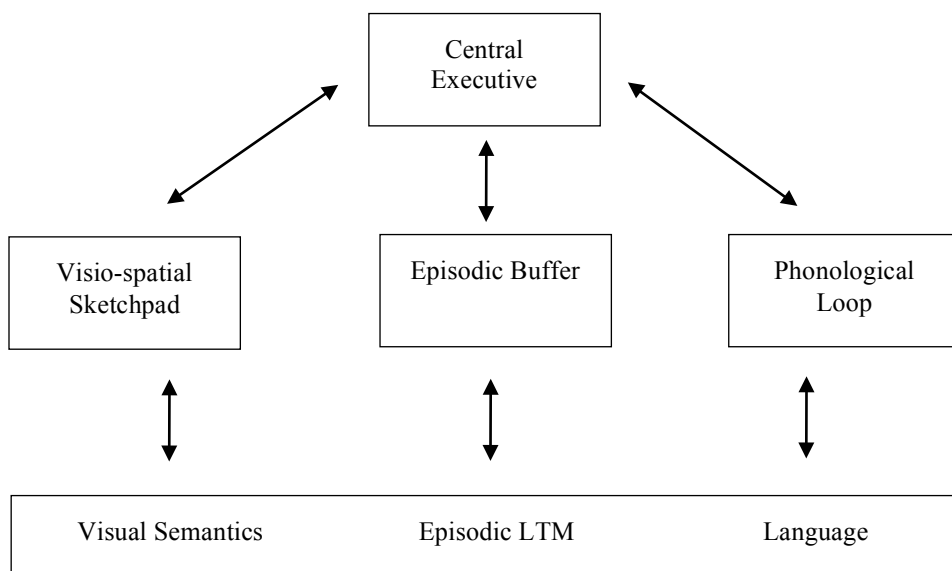 Central
Executive
Visio-spatial
Sketchpad
Episodic Buffer
Phonological
Loop
Visual Semantics
Episodic LTM
Language